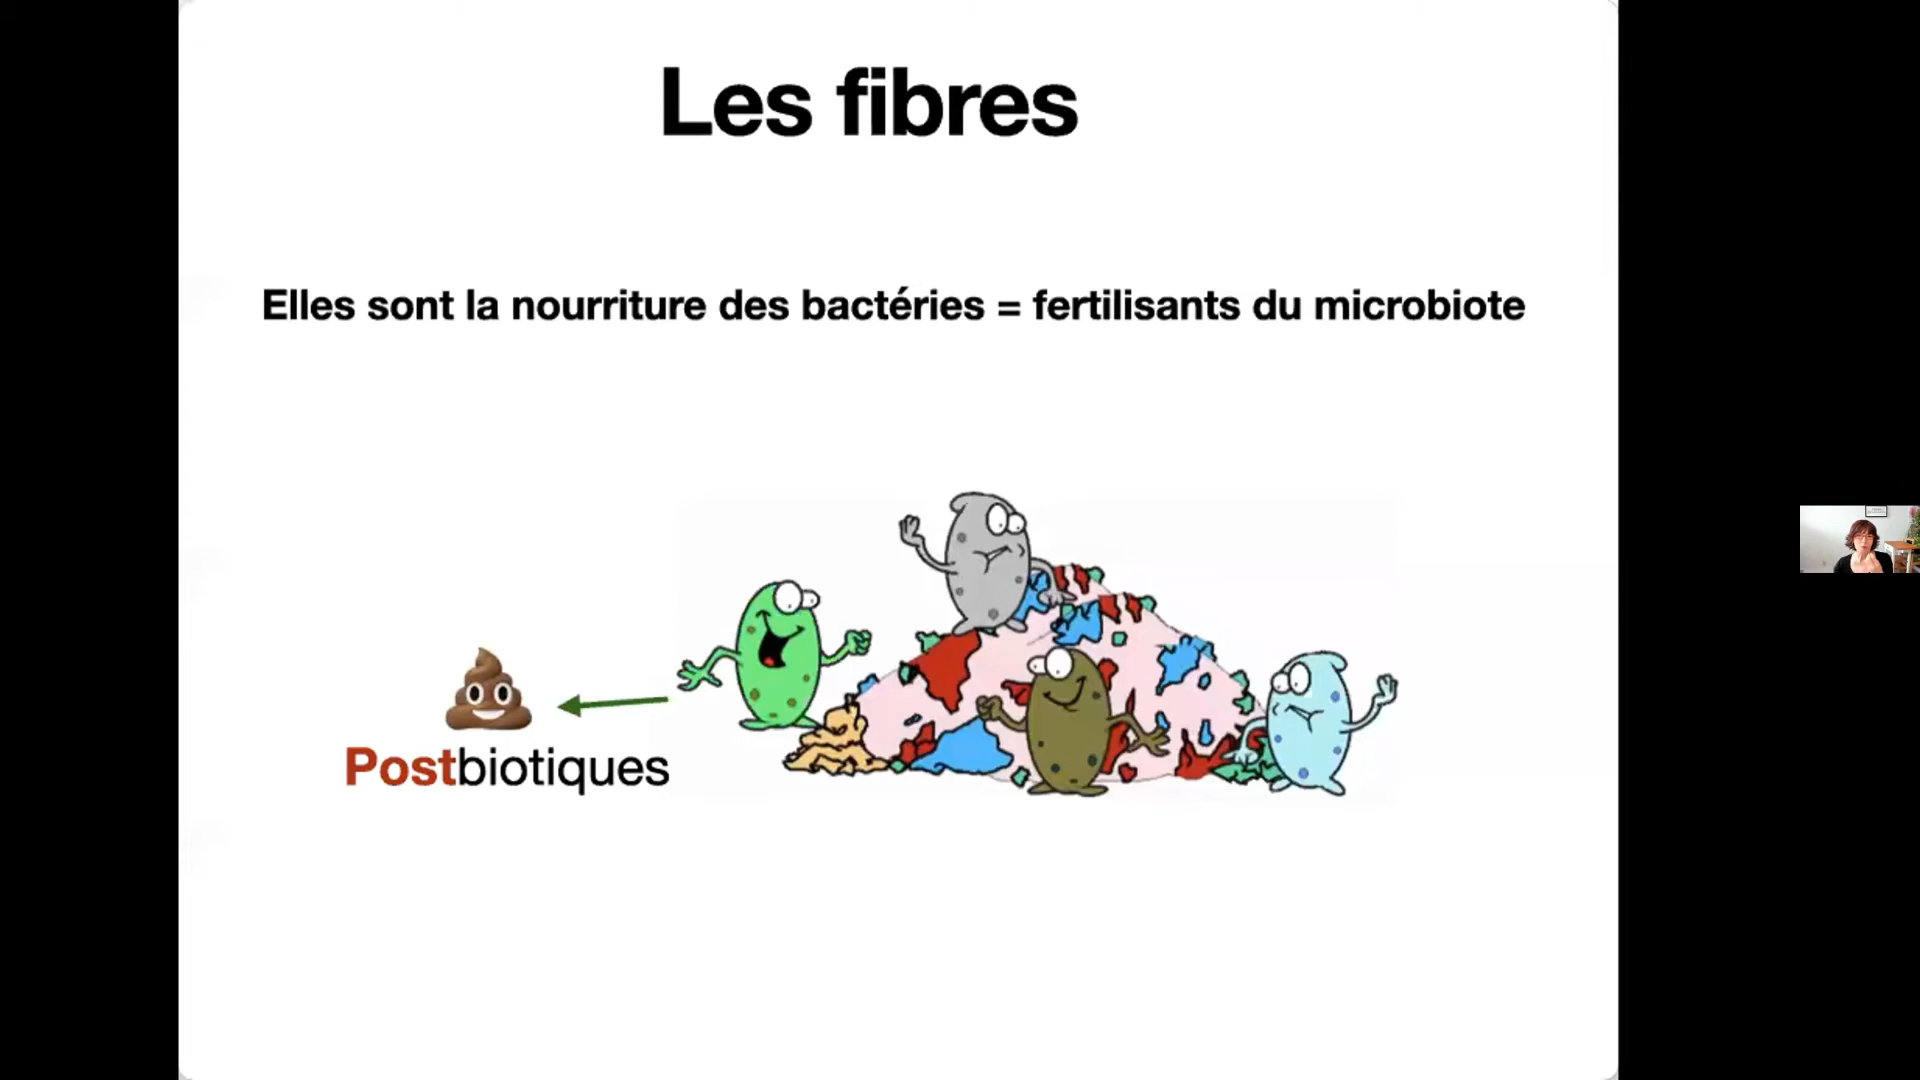 Les fibres
Elles sont la nourriture des bactéries = fertilisants du microbiote
Postbiotiques